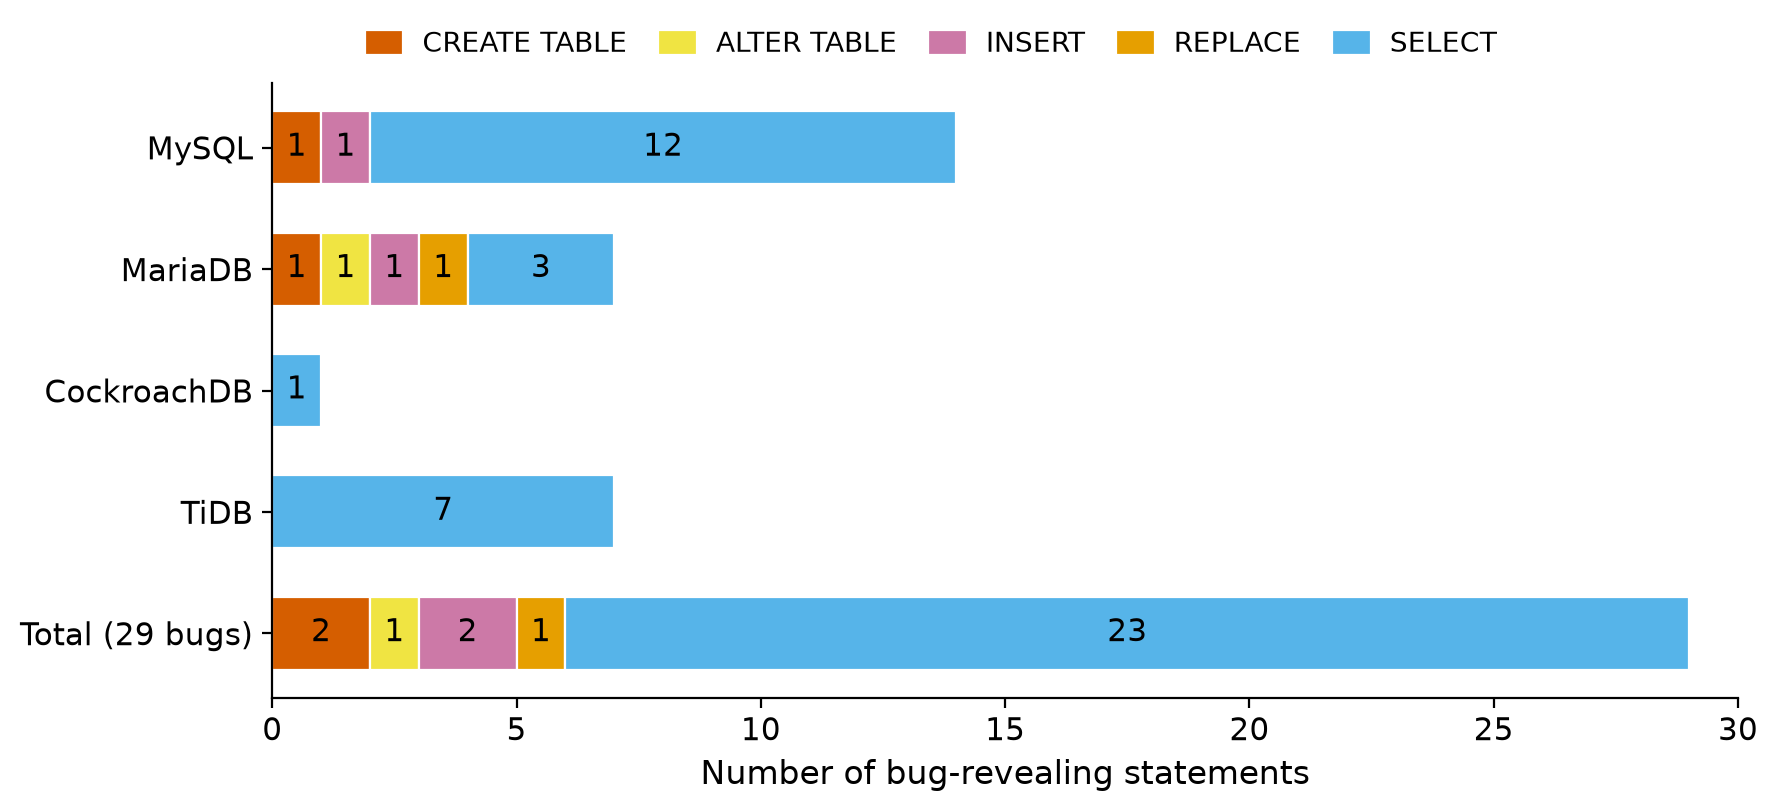 CREATE TABLE ALTER TABLE INSERT REPLACE SELECT
MySQL 1 1 12
MariaDB 1 1 1 1 3
CockroachDB 1
TiDB 7
Total (29 bugs) 2 1 2 1 23
0 5 10 15 20 25 30
Number of bug-revealing statements